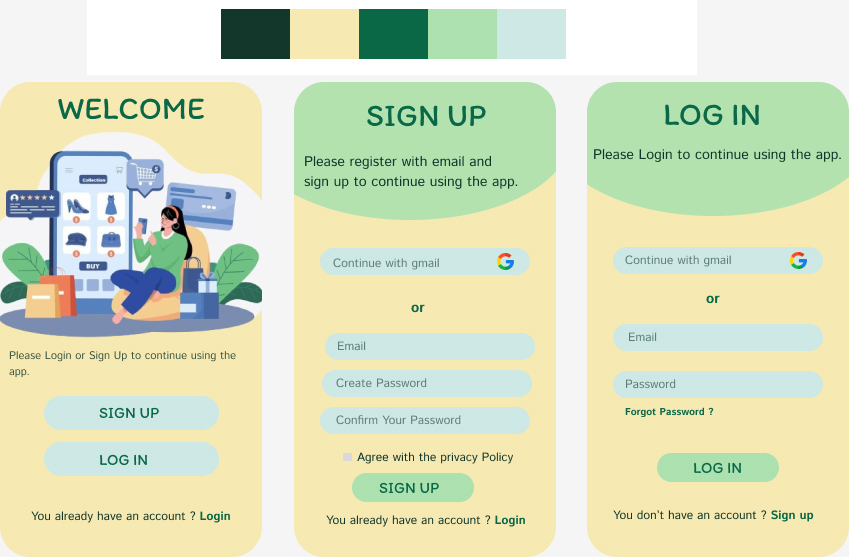 WELCOME
Collection
5
BUY
Please Login or Sign Up to continue using the
app.
SIGN UP
LOG IN
You already have an account ? Login
SIGN UP
Please register with email and
sign up to continue using the app.
Continue with gmail
or
Email
Create Password
Confirm Your Password
Agree with the privacy Policy
SIGN UP
You already have an account ? Login
LOG IN
Please Login to continue using the app.
Continue with gmail
or
Email
Password
Forgot Password ?
LOG IN
You don't have an account ? Sign up